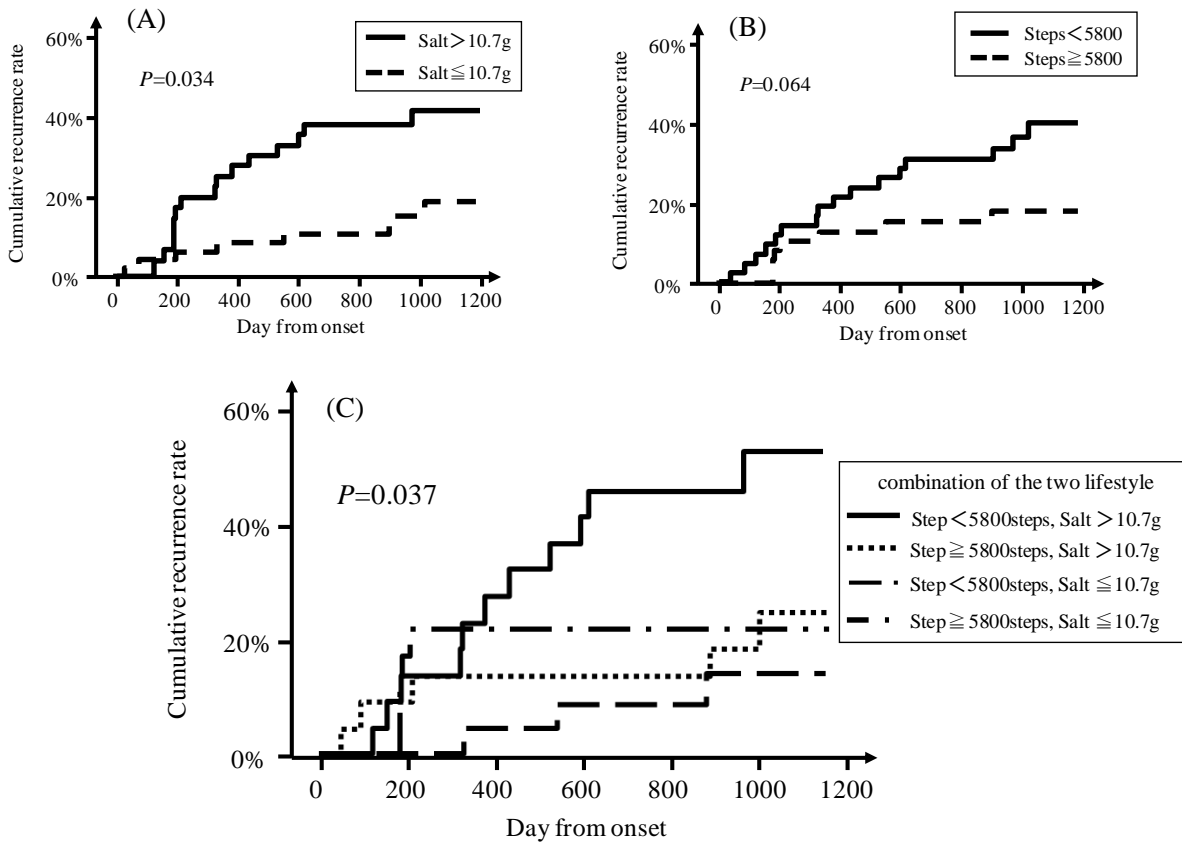 (A)
60%
40%
20%
0%
Cumulative recurrence rate
P=0.034
Salt＞10.7g
Salt≦10.7g
0 200 400 600 800 1000 1200
Day from onset
(B)
60%
40%
20%
0%
Cumulative recurrence rate
P=0.064
Steps＜5800
Steps≧5800
0 200 400 600 800 1000 1200
Day from onset
(C)
60%
40%
20%
0%
Cumulative recurrence rate
P=0.037
combination of the two lifestyle
Step＜5800steps, Salt＞10.7g
Step≧5800steps, Salt＞10.7g
Step＜5800steps, Salt≦10.7g
Step≧5800steps, Salt≦10.7g
0 200 400 600 800 1000 1200
Day from onset